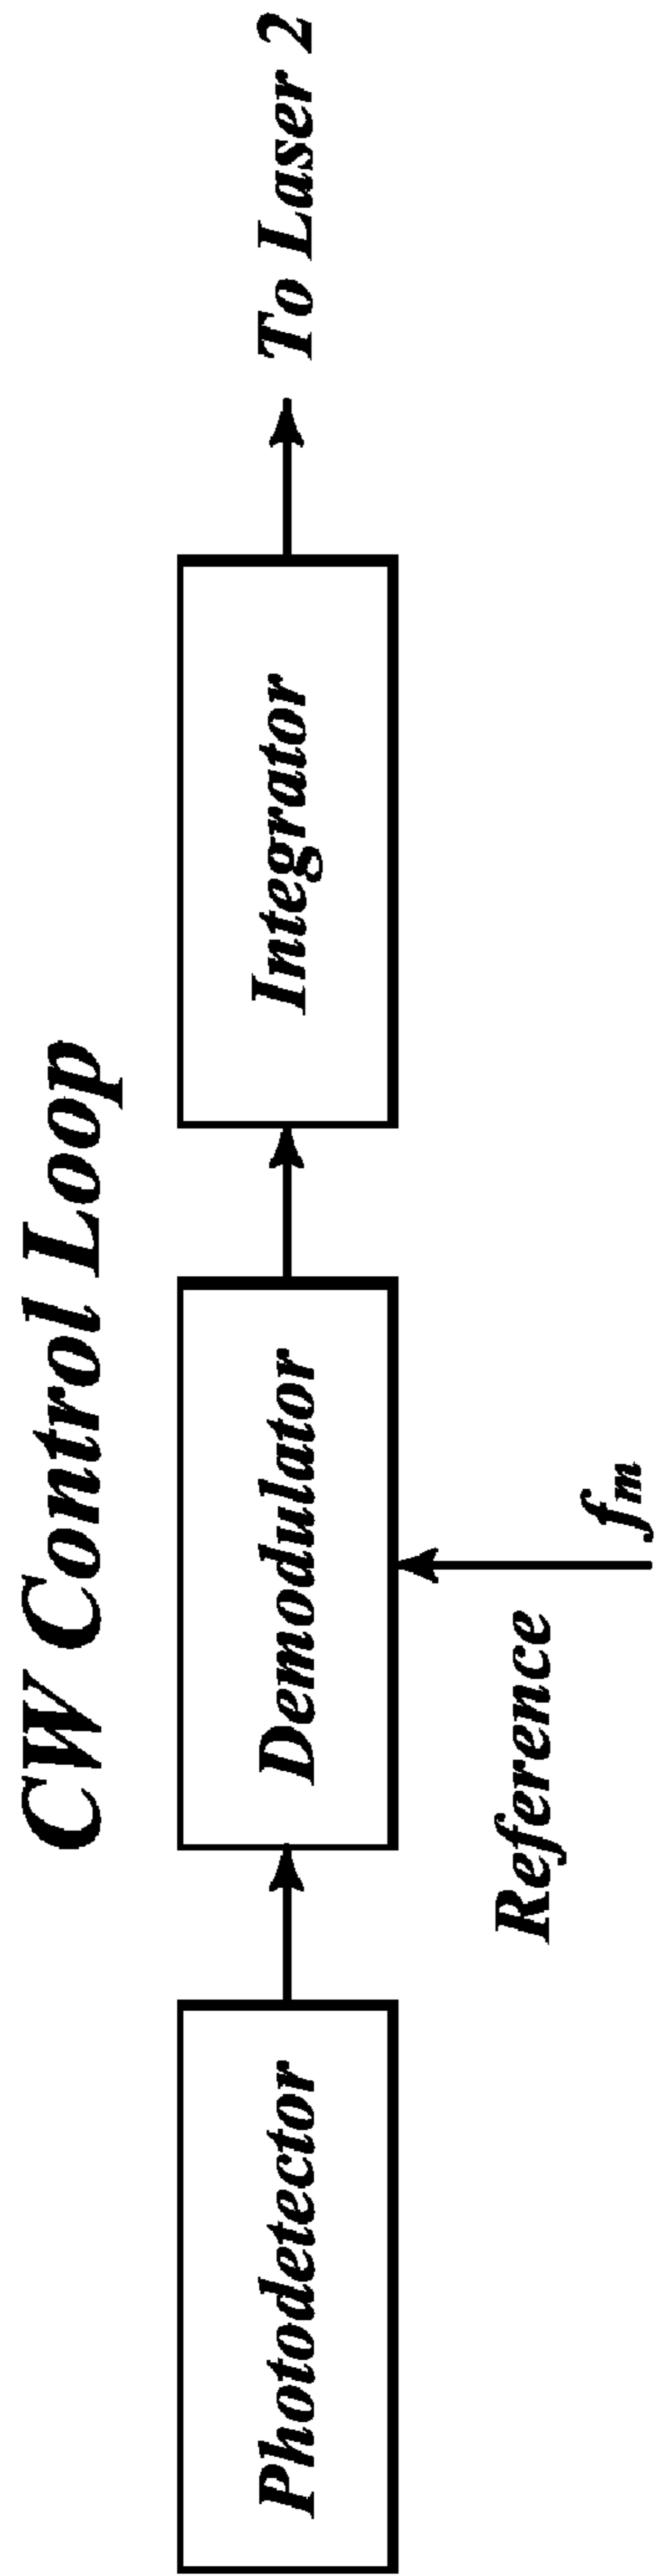 CW Control Loop
Photodetector
Demodulator
Integrator
To Laser 2
Reference
fm